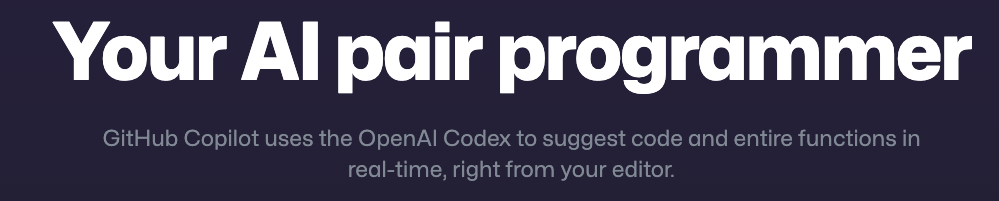 Your AI pair programmer
GitHub Copilot uses the OpenAI Codex to suggest code and entire functions in
real-time, right from your editor.